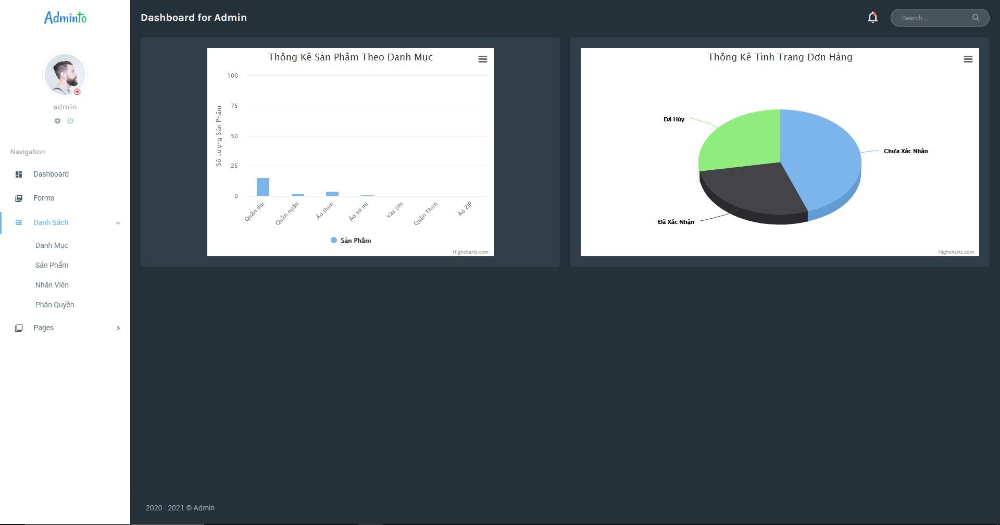 Adminto
admin
Navigation
Dashboard
Forms
Danh Sách
Danh Mục
Sản Phẩm
Nhân Viên
Phân Quyền
Pages
Dashboard for Admin
Search...
Thống Kê Sản Phẩm Theo Danh Mục
Số Lượng Sản Phẩm
100
75
50
25
0
Quần dài
Quần ngắn
Áo thun
Áo sơ mi
Váy ôm
Quần Thun
Áo ZIP
Sản Phẩm
Highcharts.com
Thống Kê Tình Trạng Đơn Hàng
Đã Hủy
Chưa Xác Nhận
Đã Xác Nhận
Highcharts.com
2020 - 2021 © Admin